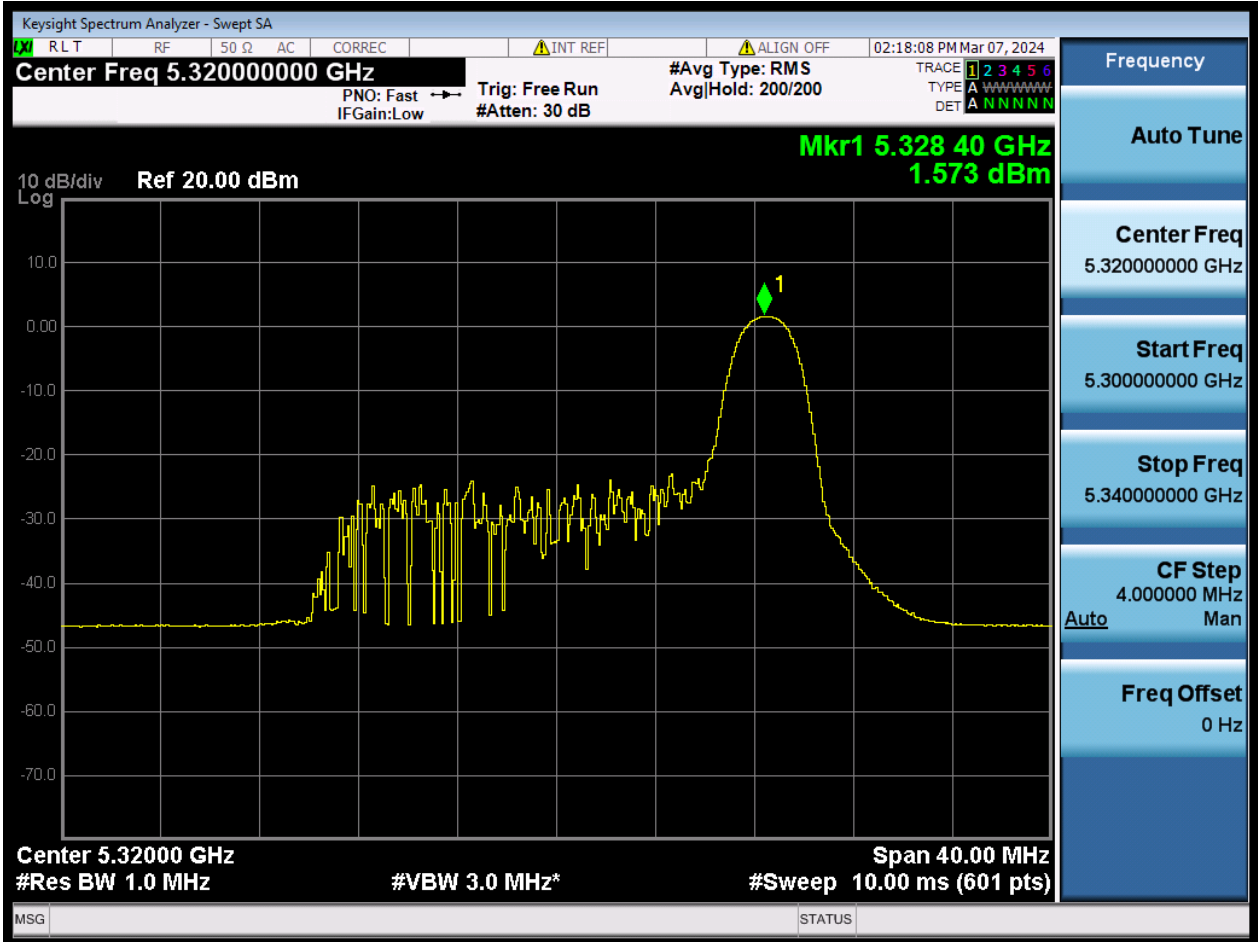 Keysight Spectrum Analyzer - Swept SA
LXI RLT RF 50 Ω AC CORREC INT REF ALIGN OFF 02:18:08 PM Mar 07, 2024
Center Freq 5.320000000 GHz
PNO: Fast
IFGain:Low
Trig: Free Run
#Atten: 30 dB
#Avg Type: RMS
Avg|Hold: 200/200
TRACE 1 2 3 4 5 6
TYPE A WWWWW
DET A N N N N N
Mkr1 5.328 40 GHz
1.573 dBm
10 dB/div Ref 20.00 dBm
Log
10.0
0.00
-10.0
-20.0
-30.0
-40.0
-50.0
-60.0
-70.0
1
Center 5.32000 GHz Span 40.00 MHz
#Res BW 1.0 MHz #VBW 3.0 MHz* #Sweep 10.00 ms (601 pts)
MSG STATUS
Frequency
Auto Tune
Center Freq
5.320000000 GHz
Start Freq
5.300000000 GHz
Stop Freq
5.340000000 GHz
CF Step
4.000000 MHz
Auto Man
Freq Offset
0 Hz